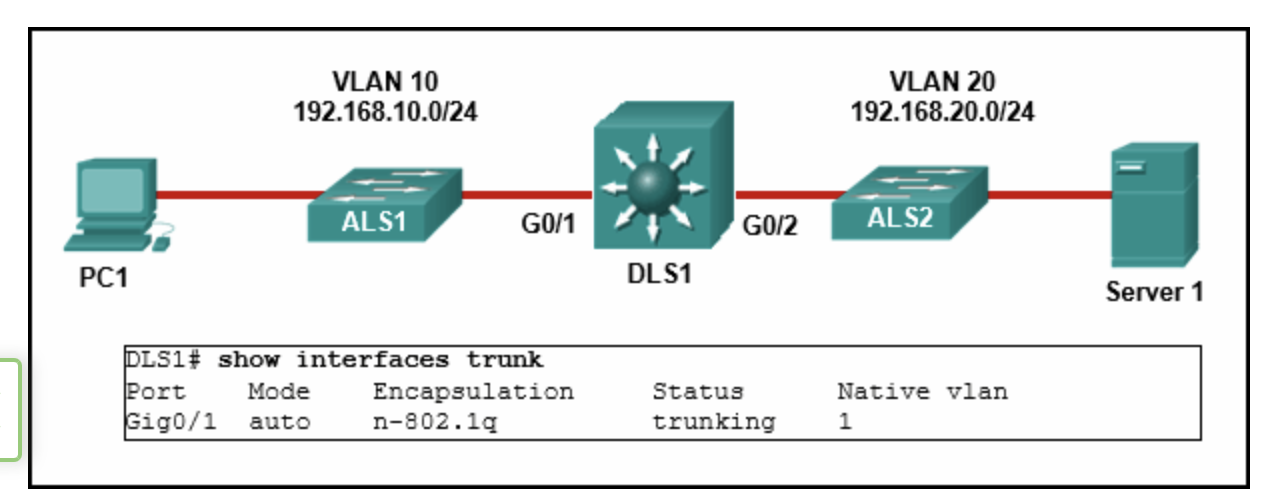 VLAN 10
192.168.10.0/24
VLAN 20
192.168.20.0/24
ALS1
G0/1
G0/2
ALS2
PC1
DLS1
Server 1
DLS1# show interfaces trunk
Port Mode Encapsulation Status Native vlan
Gig0/1 auto n-802.1q trunking 1